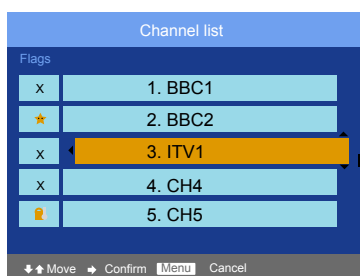 Channel list
Flags
x 1. BBC1
2. BBC2
x 3. ITV1
x 4. CH4
5. CH5
Move Confirm Menu Cancel